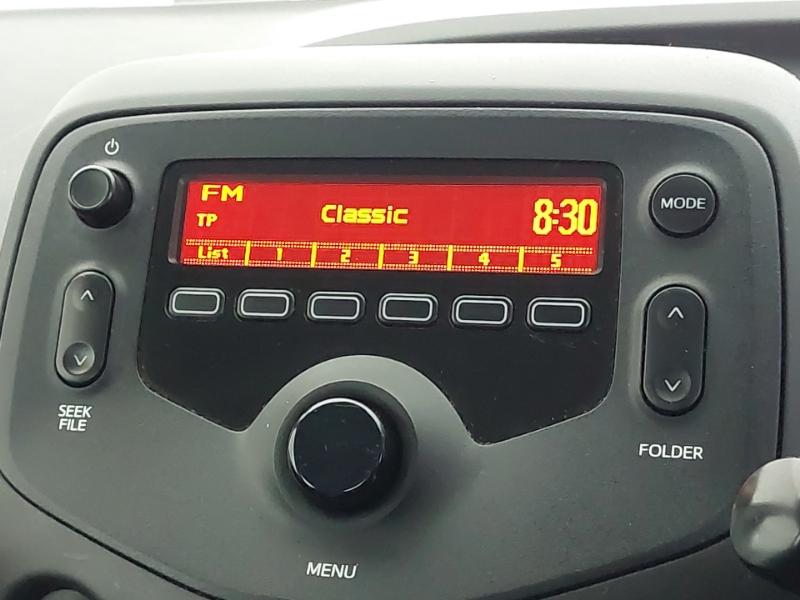 MODE
FM
TP
Classic
8:30
List 1 2 3 4 5
SEEK
FILE
FOLDER
MENU